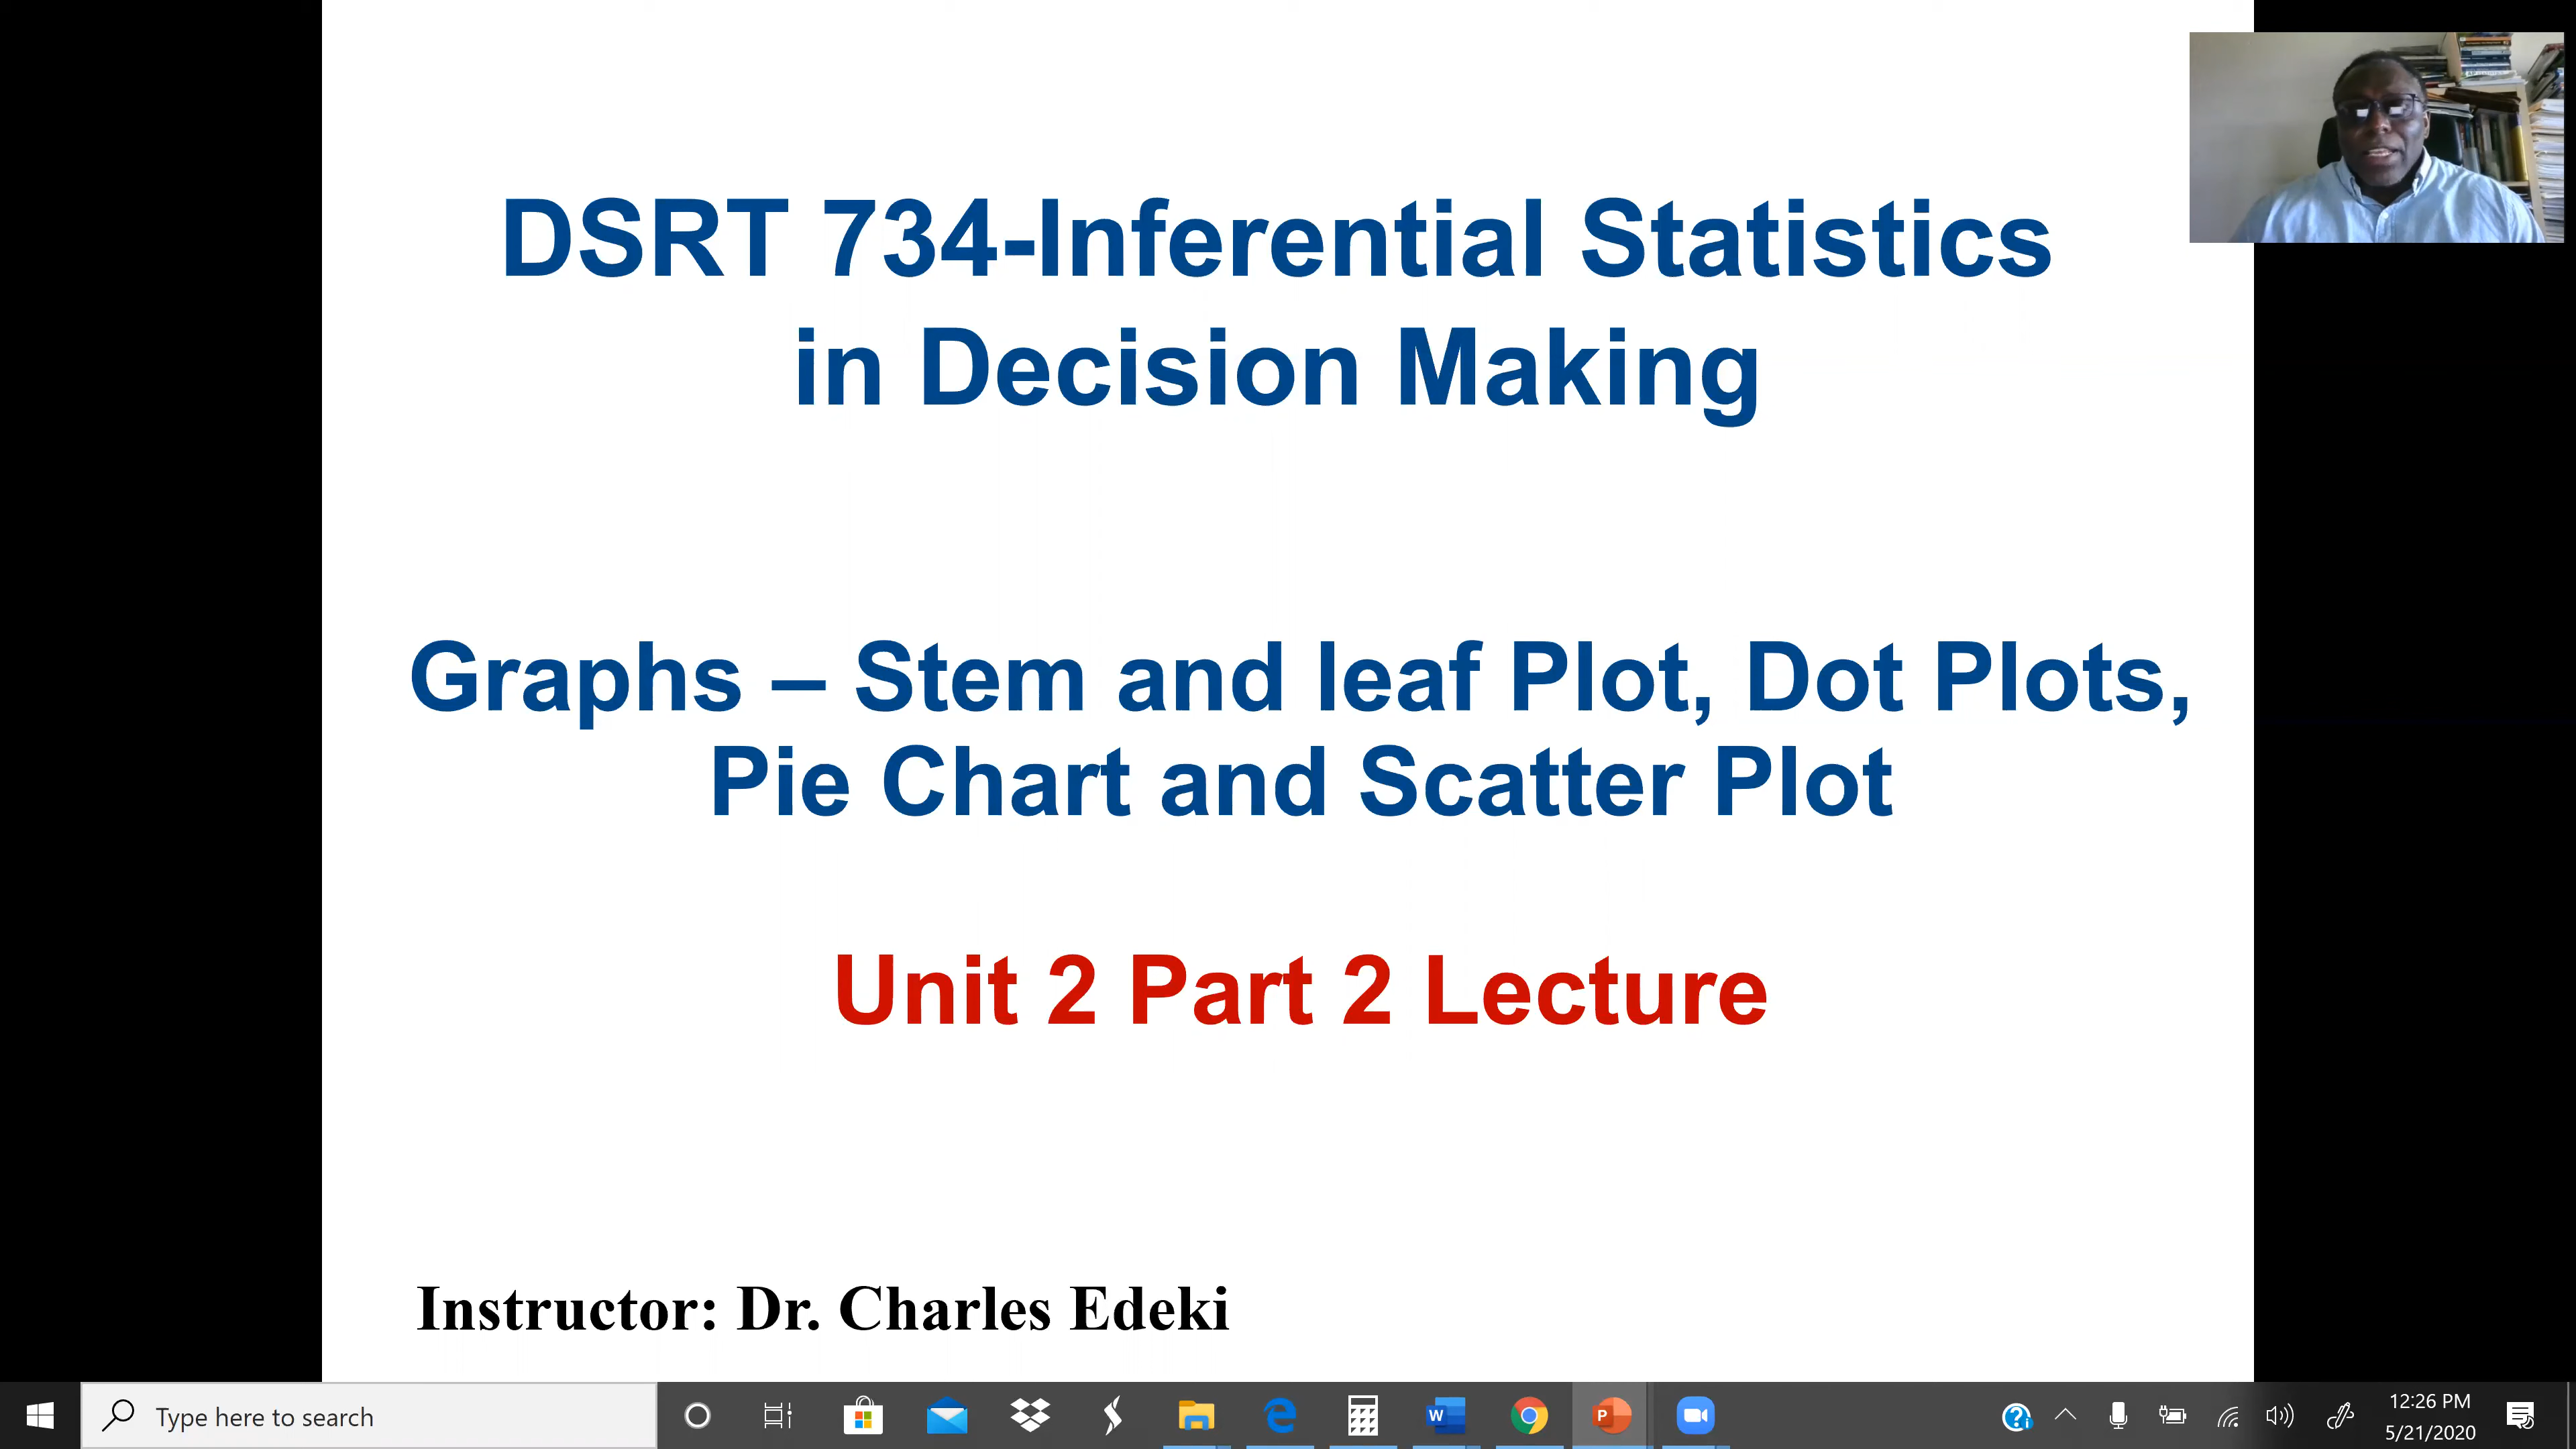 DSRT 734-Inferential Statistics
in Decision Making
Graphs – Stem and leaf Plot, Dot Plots,
Pie Chart and Scatter Plot
Unit 2 Part 2 Lecture
Instructor: Dr. Charles Edeki
Type here to search
12:26 PM
5/21/2020